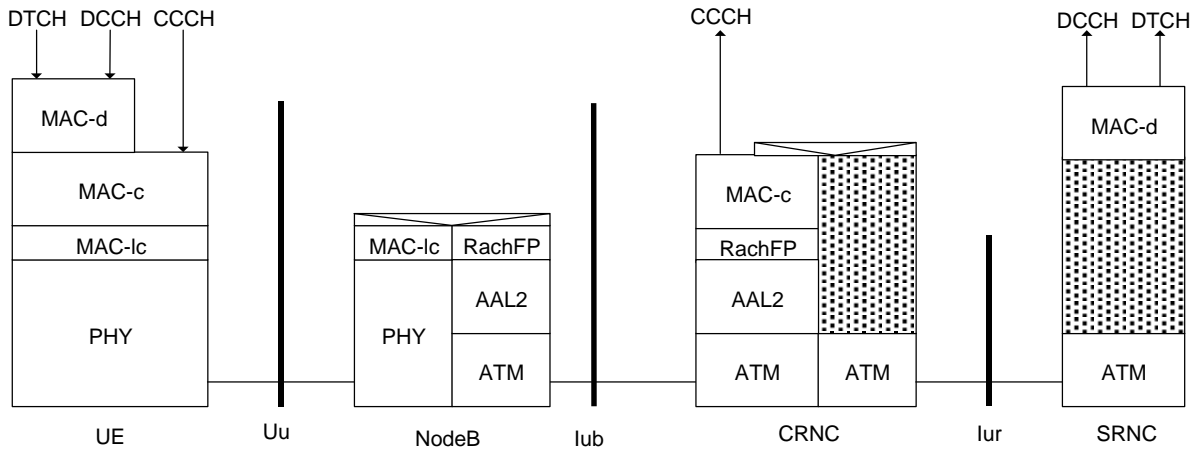 DTCH DCCH CCCH
CCCH
DCCH DTCH
MAC-d
MAC-c
MAC-lc
PHY
UE
Uu
MAC-lc
RachFP
PHY
AAL2
ATM
NodeB
Iub
MAC-c
RachFP
AAL2
ATM
ATM
CRNC
Iur
MAC-d
ATM
SRNC